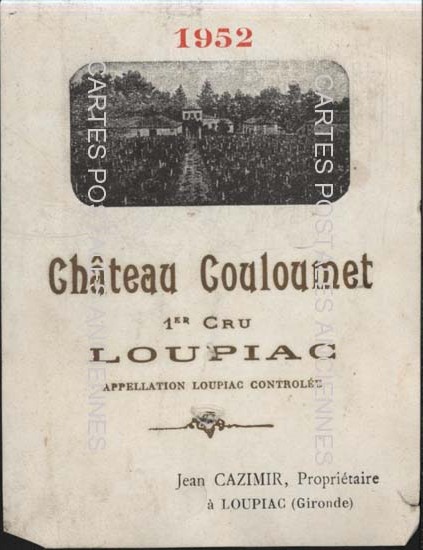 1952
Château Couloumet
1ER CRU
LOUPIAC
APPELLATION LOUPIAC CONTROLÉE
Jean CAZIMIR, Propriétaire
à LOUPIAC (Gironde)
CARTES POSTALES ANCIENNES
CARTES POSTALES ANCIENNES